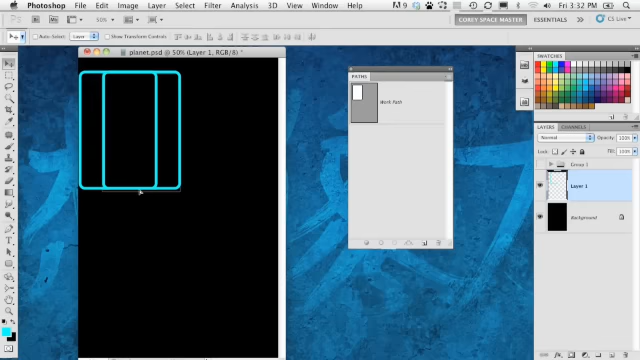 Photoshop File Edit Image Layer Select Filter Analysis 3D View 9 Fri 3:32 PM
50% COREY SPACE MASTER ESSENTIALS CS Live
Auto-Select: Layer Show Transform Controls
planet.psd @ 50% (Layer 1, RGB/8) *
SWATCHES
PATHS
Work Path
LAYERS CHANNELS
Normal Opacity: 100%
Lock: Fill: 100%
Group 1
Layer 1
Background